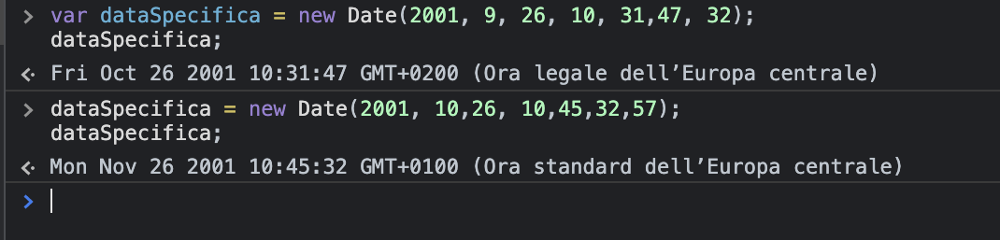 > var dataSpecifica = new Date(2001, 9, 26, 10, 31,47, 32);
dataSpecifica;
<· Fri Oct 26 2001 10:31:47 GMT+0200 (Ora legale dell’Europa centrale)
> dataSpecifica = new Date(2001, 10,26, 10,45,32,57);
dataSpecifica;
<· Mon Nov 26 2001 10:45:32 GMT+0100 (Ora standard dell’Europa centrale)
>